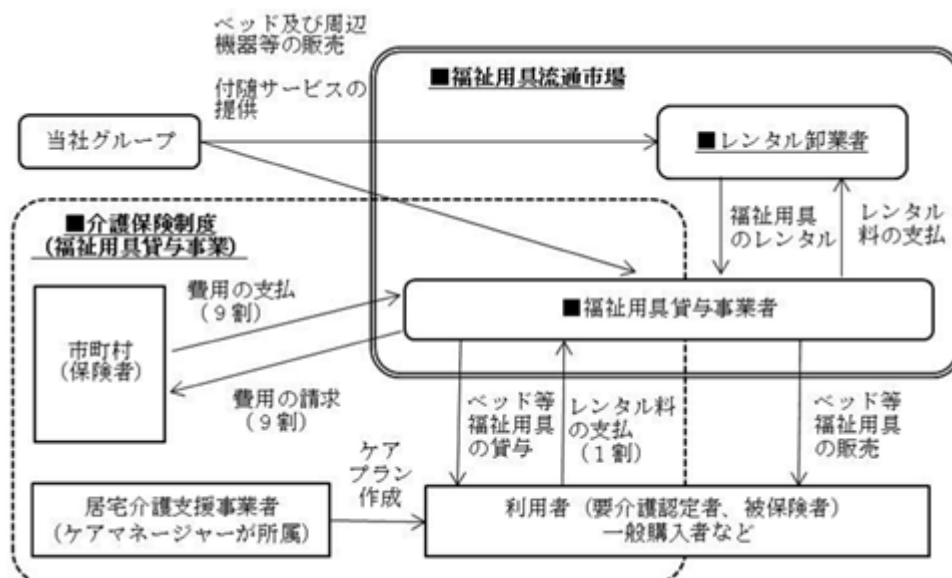 ベッド及び周辺
機器等の販売
付随サービスの
提供
■福祉用具流通市場
当社グループ
■レンタル卸業者
■介護保険制度
(福祉用具貸与事業)
福祉用具
のレンタル
レンタル
料の支払
費用の支払
(9割)
■福祉用具貸与事業者
市町村
(保険者)
費用の請求
(9割)
ベッド等
福祉用具
の貸与
レンタル料
の支払
(1割)
ベッド等
福祉用具
の販売
ケア
プラン
作成
居宅介護支援事業者
(ケアマネージャーが所属)
利用者(要介護認定者、被保険者)
一般購入者など